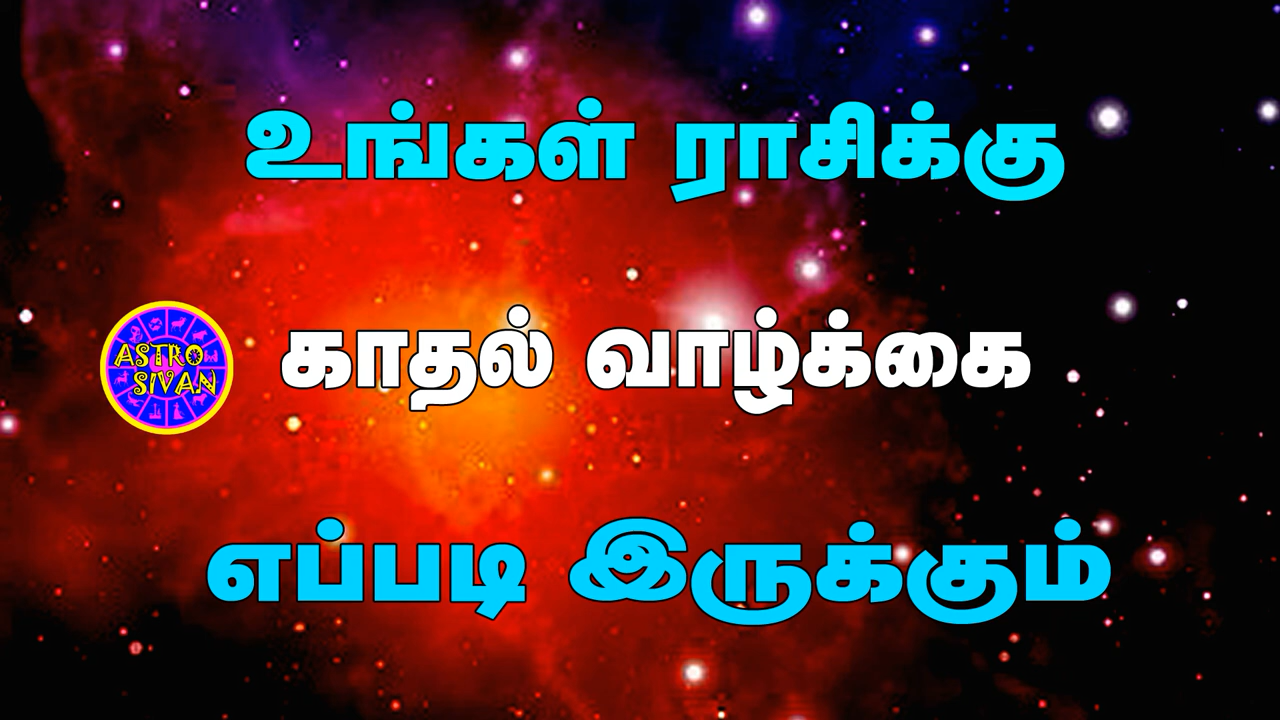 உங்கள் ராசிக்கு
காதல் வாழ்க்கை
ASTRO
SIVAN
எப்படி இருக்கும்